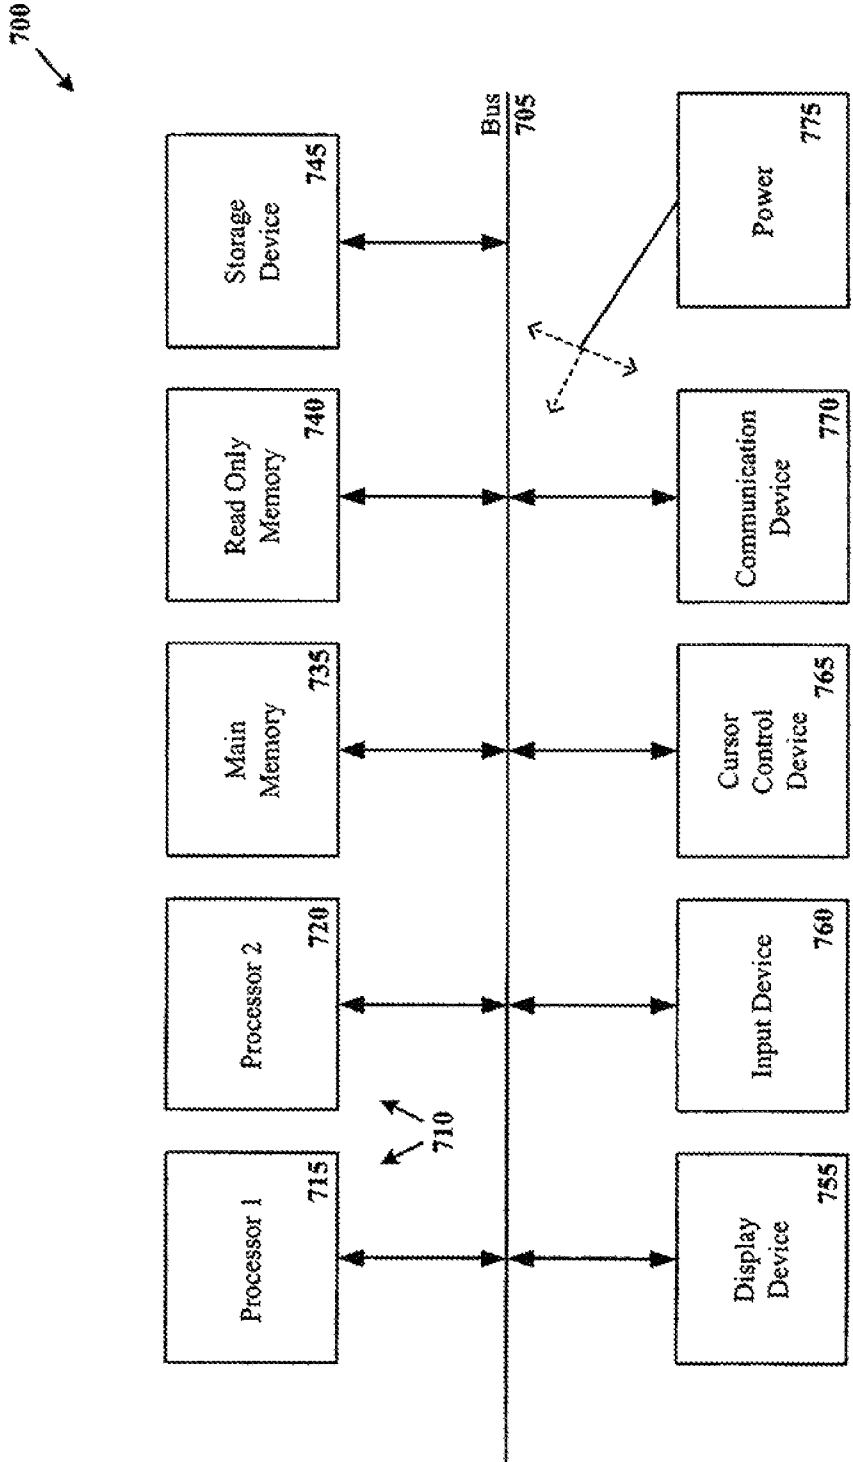 700
Processor 1
715
Processor 2
720
Main
Memory
735
Read Only
Memory
740
Storage
Device
745
710
Bus
705
Display
Device
755
Input Device
760
Cursor
Control
Device
765
Communication
Device
770
Power
775